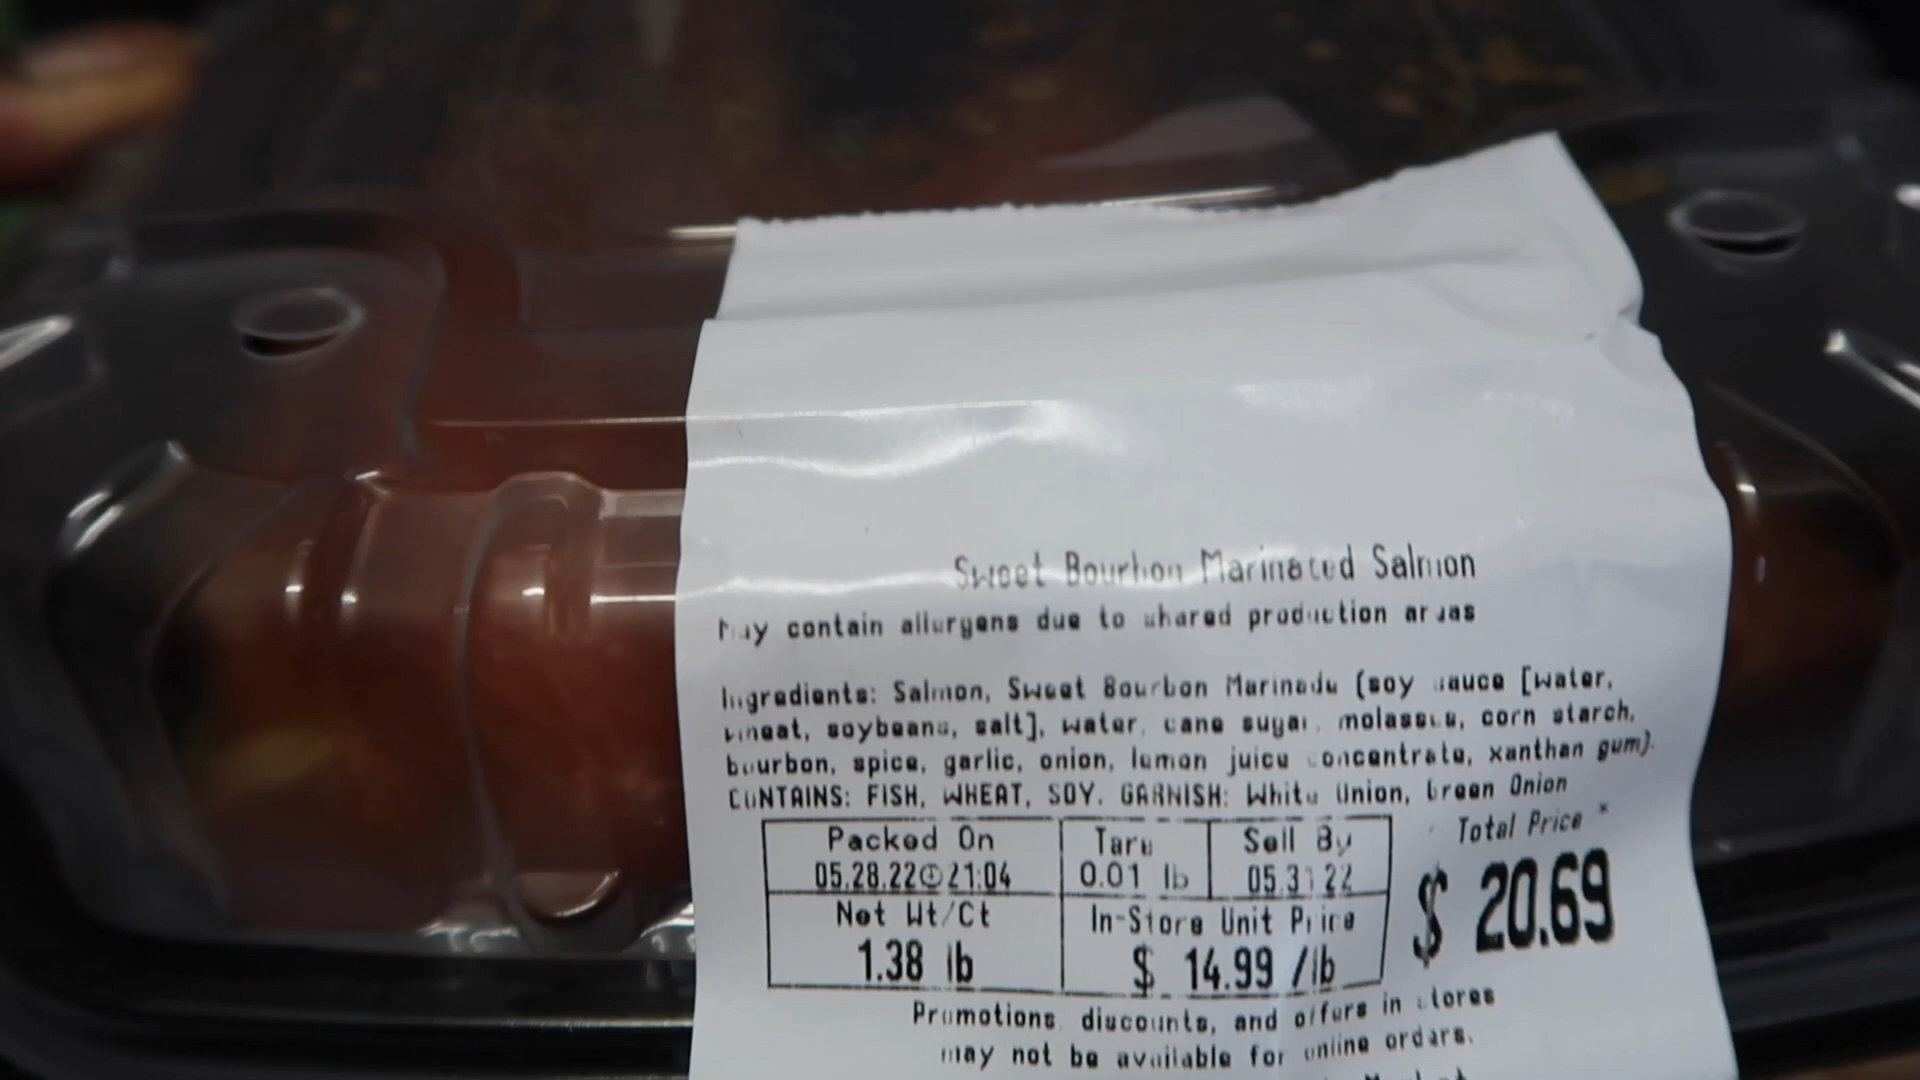 Sweet Bourbon Marinated Salmon
May contain allergens due to shared production areas
Ingredients: Salmon, Sweet Bourbon Marinade (soy sauce [water,
wheat, soybeans, salt], water, cane sugar, molasses, corn starch,
bourbon, spice, garlic, onion, lemon juice concentrate, xanthan gum).
CONTAINS: FISH, WHEAT, SOY. GARNISH: White Onion, Green Onion
Packed On Tare Sell By Total Price
05.28.22 21:04 0.01 lb 05.31.22 $ 20.69
Net Wt/Ct In-Store Unit Price
1.38 lb $ 14.99 /lb
Promotions, discounts, and offers in stores
may not be available for online orders.